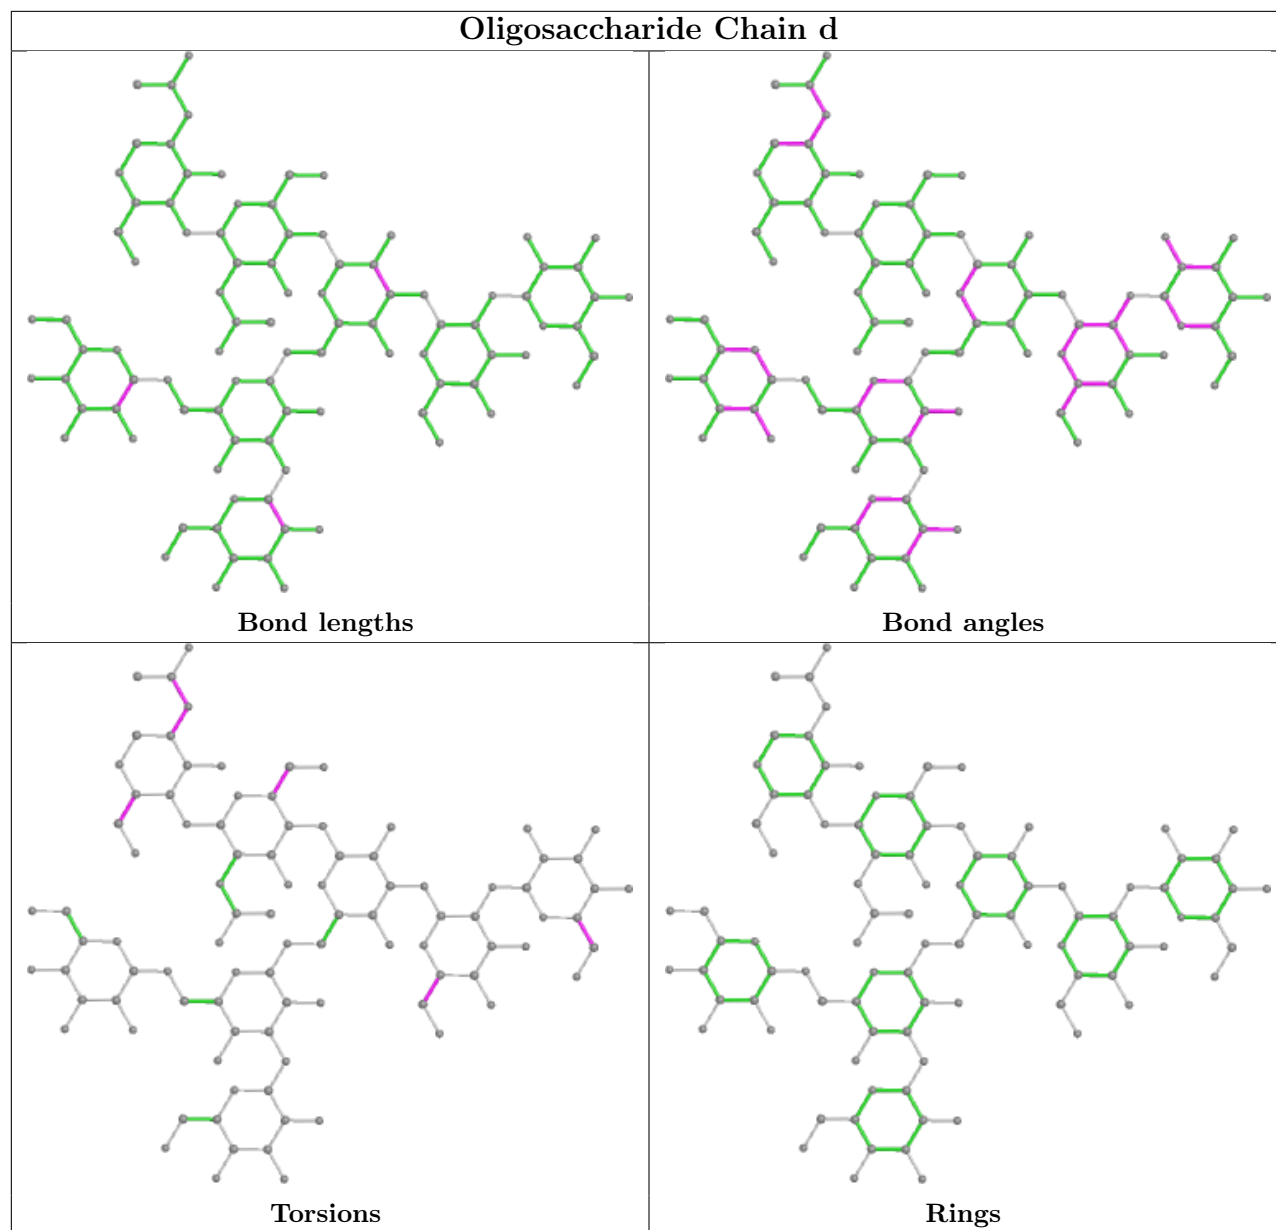 Oligosaccharide Chain d
Bond lengths
Bond angles
Torsions
Rings